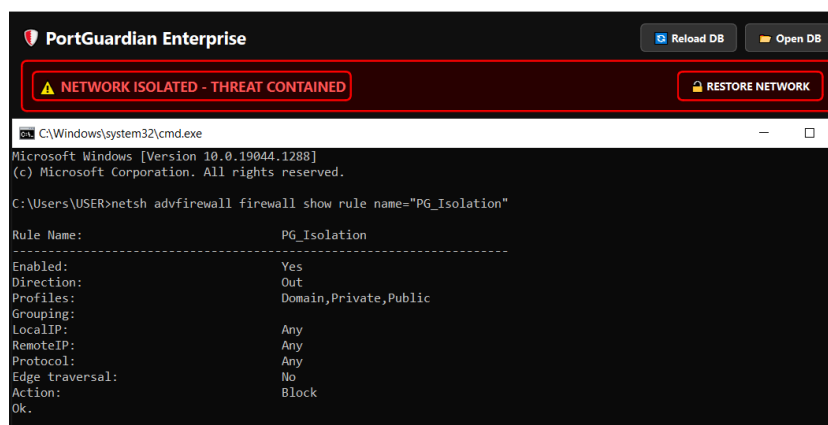 PortGuardian Enterprise
Reload DB
Open DB
NETWORK ISOLATED - THREAT CONTAINED
RESTORE NETWORK
C:\Windows\system32\cmd.exe
Microsoft Windows [Version 10.0.19044.1288]
(c) Microsoft Corporation. All rights reserved.
C:\Users\USER>netsh advfirewall firewall show rule name="PG_Isolation"
Rule Name: PG_Isolation
----------------------------------------------------------------------
Enabled: Yes
Direction: Out
Profiles: Domain,Private,Public
Grouping:
LocalIP: Any
RemoteIP: Any
Protocol: Any
Edge traversal: No
Action: Block
Ok.